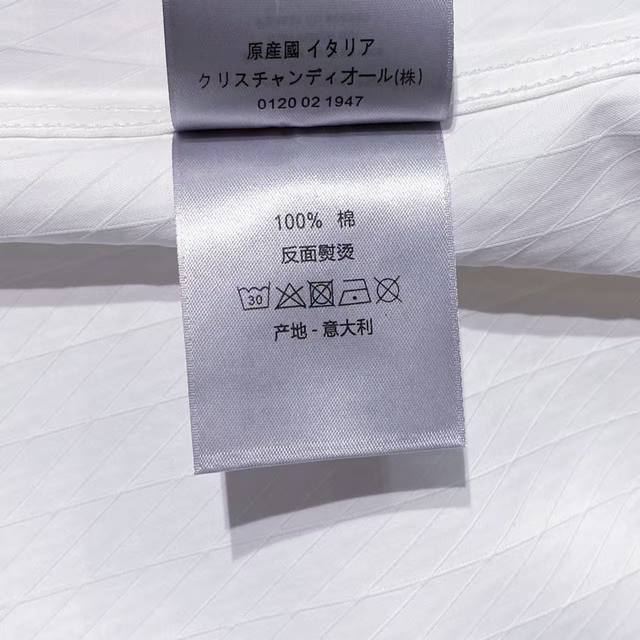 原産國 イタリア
クリスチャンディオール(株)
0120 02 1947
100% 棉
反面熨烫
30
产地 - 意大利